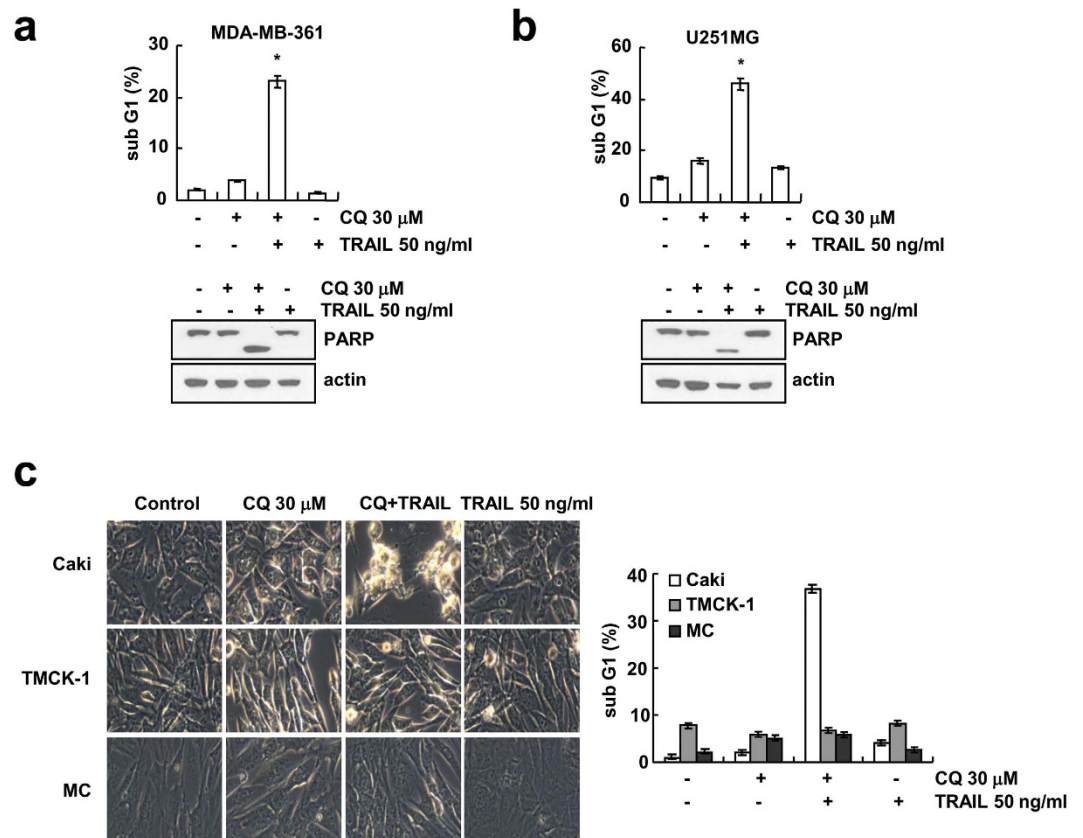 a
MDA-MB-361
30
20
10
0
sub G1 (%)
*
- + + - CQ 30 μM
- - + + TRAIL 50 ng/ml
- + + - CQ 30 μM
- - + + TRAIL 50 ng/ml
PARP
actin
b
U251MG
60
40
20
0
sub G1 (%)
*
- + + - CQ 30 μM
- - + + TRAIL 50 ng/ml
- + + - CQ 30 μM
- - + + TRAIL 50 ng/ml
PARP
actin
c
Control CQ 30 μM CQ+TRAIL TRAIL 50 ng/ml
Caki
TMCK-1
MC
40
30
20
10
0
sub G1 (%)
Caki
TMCK-1
MC
- + + - CQ 30 μM
- - + + TRAIL 50 ng/ml